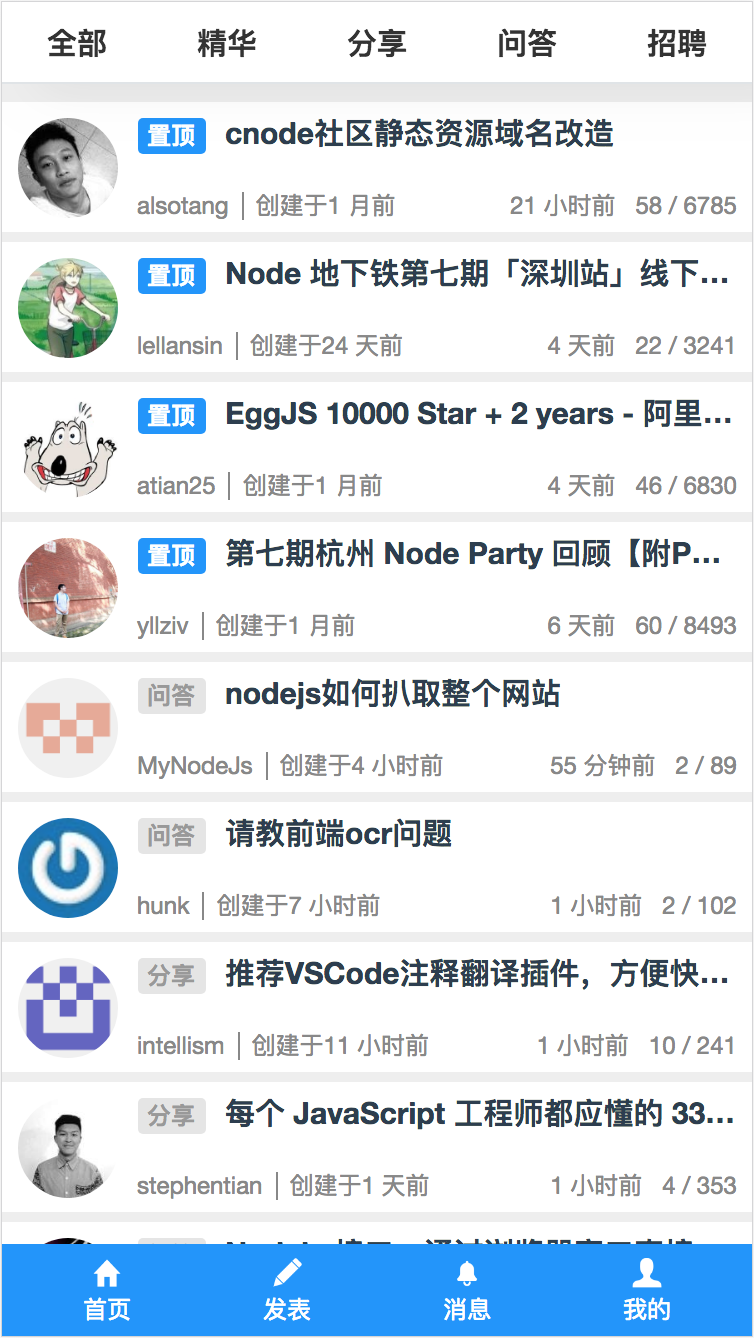 全部 精华 分享 问答 招聘
置顶 cnode社区静态资源域名改造
alsotang 创建于1 月前 21 小时前 58 / 6785
置顶 Node 地下铁第七期「深圳站」线下...
lellansin 创建于24 天前 4 天前 22 / 3241
置顶 EggJS 10000 Star + 2 years - 阿里...
atian25 创建于1 月前 4 天前 46 / 6830
置顶 第七期杭州 Node Party 回顾【附P...
yllziv 创建于1 月前 6 天前 60 / 8493
问答 nodejs如何扒取整个网站
MyNodeJs 创建于4 小时前 55 分钟前 2 / 89
问答 请教前端ocr问题
hunk 创建于7 小时前 1 小时前 2 / 102
分享 推荐VSCode注释翻译插件，方便快...
intellism 创建于11 小时前 1 小时前 10 / 241
分享 每个 JavaScript 工程师都应懂的 33...
stephentian 创建于1 天前 1 小时前 4 / 353
首页 发表 消息 我的